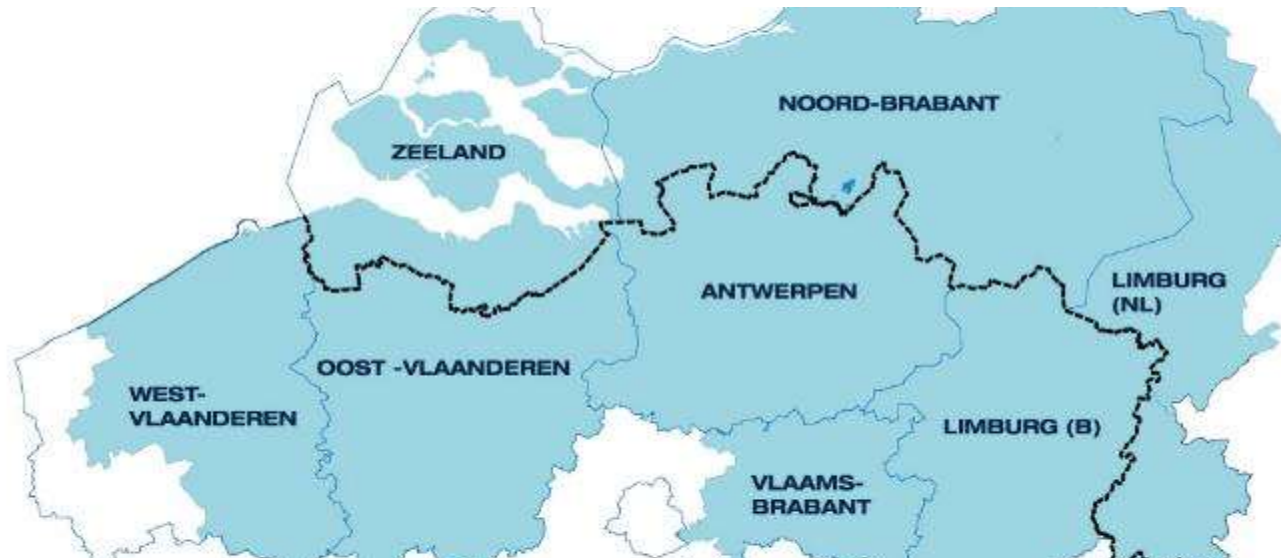 NOORD-BRABANT
ZEELAND
LIMBURG
(NL)
ANTWERPEN
OOST -VLAANDEREN
WEST-
VLAANDEREN
LIMBURG (B)
VLAAMS-
BRABANT